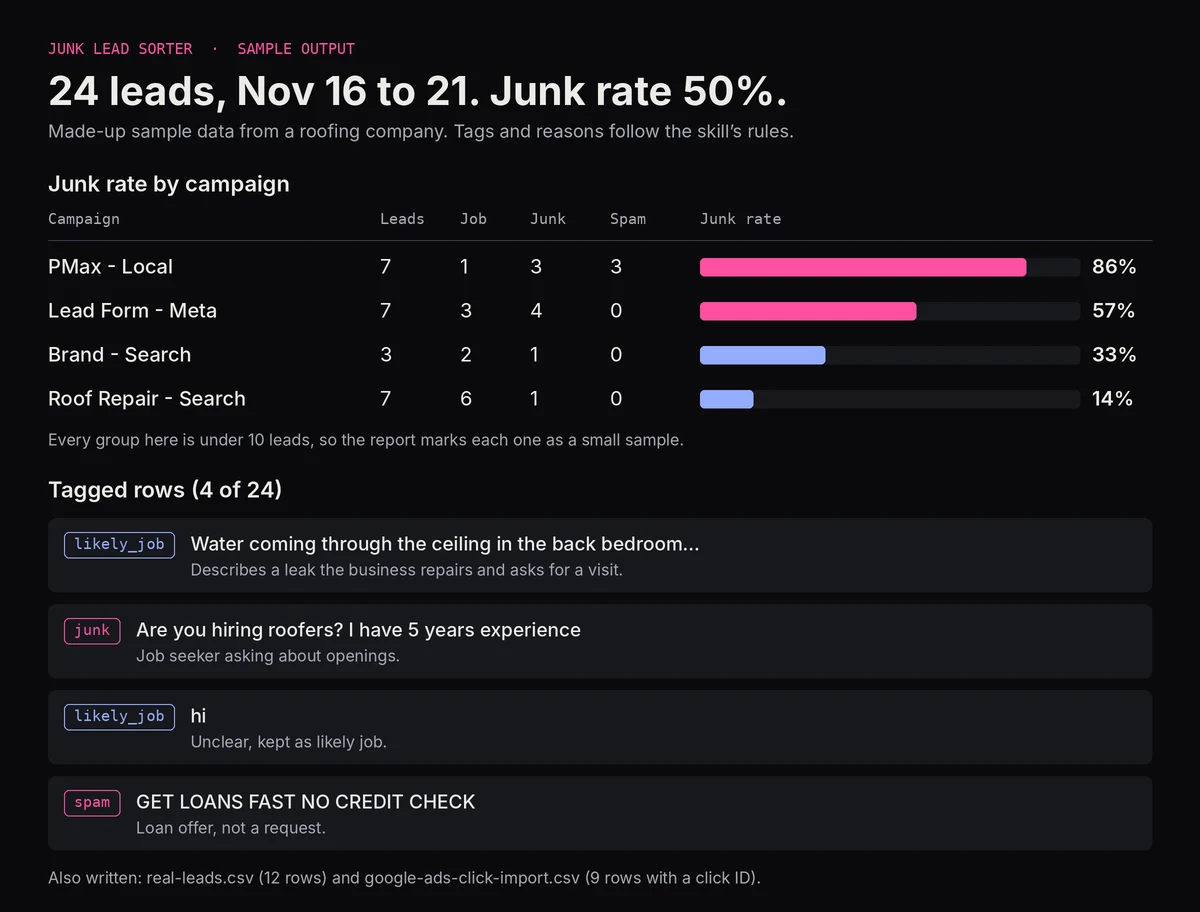 JUNK LEAD SORTER · SAMPLE OUTPUT
24 leads, Nov 16 to 21. Junk rate 50%.
Made-up sample data from a roofing company. Tags and reasons follow the skill’s rules.
Junk rate by campaign
Campaign Leads Job Junk Spam Junk rate
PMax - Local 7 1 3 3 86%
Lead Form - Meta 7 3 4 0 57%
Brand - Search 3 2 1 0 33%
Roof Repair - Search 7 6 1 0 14%
Every group here is under 10 leads, so the report marks each one as a small sample.
Tagged rows (4 of 24)
likely_job Water coming through the ceiling in the back bedroom...
Describes a leak the business repairs and asks for a visit.
junk Are you hiring roofers? I have 5 years experience
Job seeker asking about openings.
likely_job hi
Unclear, kept as likely job.
spam GET LOANS FAST NO CREDIT CHECK
Loan offer, not a request.
Also written: real-leads.csv (12 rows) and google-ads-click-import.csv (9 rows with a click ID).